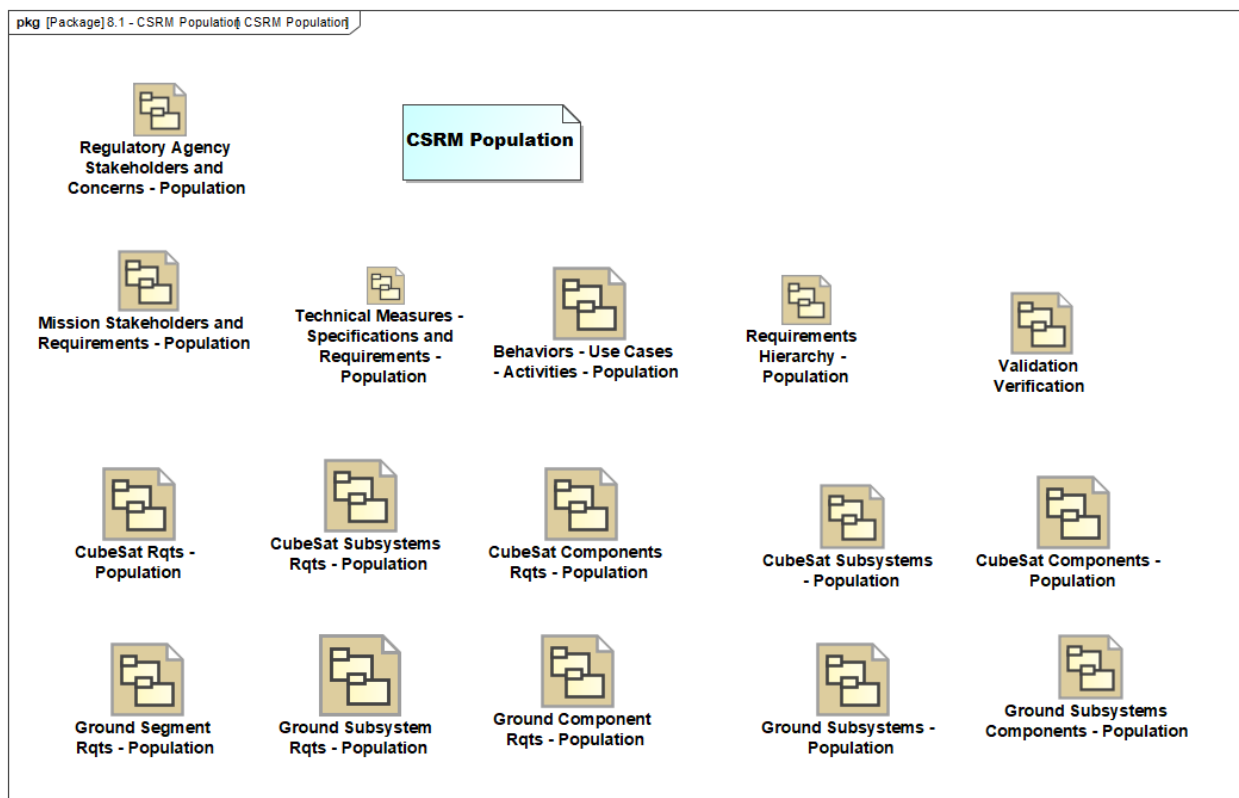 pkg [Package] 8.1 - CSRM Population[ CSRM Population]
Regulatory Agency
Stakeholders and
Concerns - Population
CSRM Population
Mission Stakeholders and
Requirements - Population
Technical Measures -
Specifications and
Requirements -
Population
Behaviors - Use Cases
- Activities - Population
Requirements
Hierarchy -
Population
Validation
Verification
CubeSat Rqts -
Population
CubeSat Subsystems
Rqts - Population
CubeSat Components
Rqts - Population
CubeSat Subsystems
- Population
CubeSat Components -
Population
Ground Segment
Rqts - Population
Ground Subsystem
Rqts - Population
Ground Component
Rqts - Population
Ground Subsystems -
Population
Ground Subsystems
Components - Population